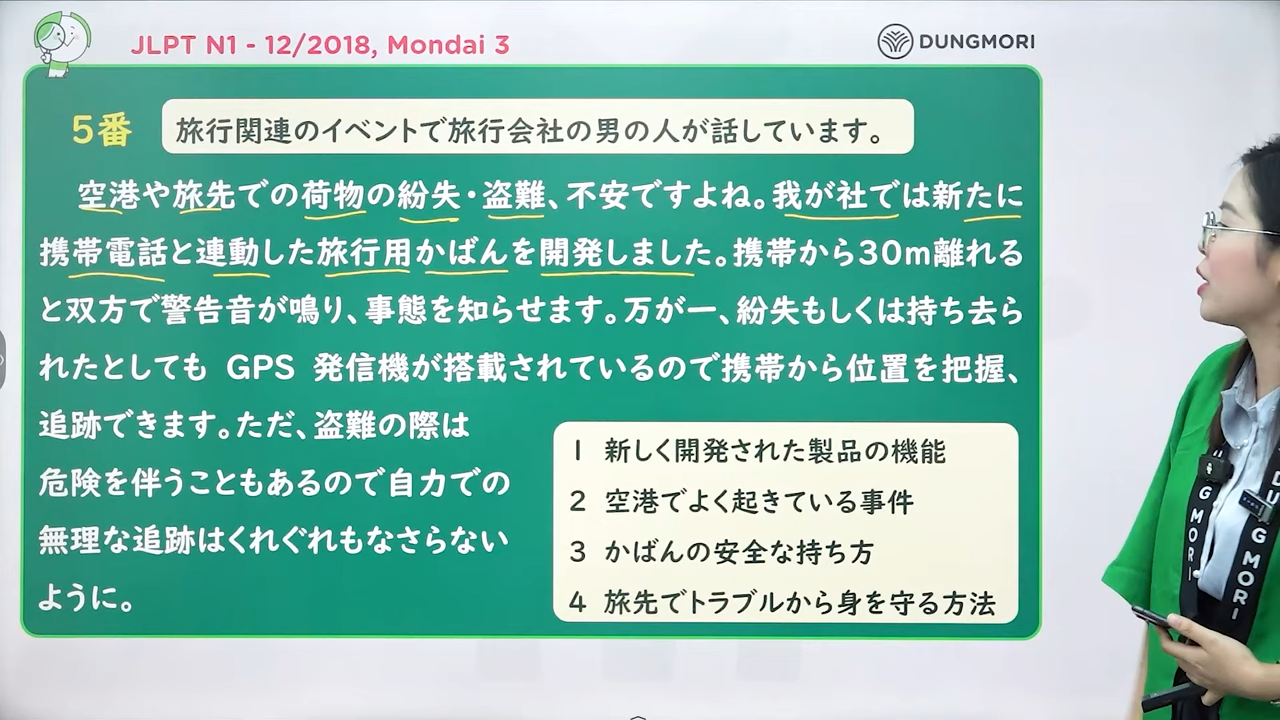 JLPT N1 - 12/2018, Mondai 3
DUNGMORI
5番
旅行関連のイベントで旅行会社の男の人が話しています。
空港や旅先での荷物の紛失・盗難、不安ですよね。我が社では新たに
携帯電話と連動した旅行用かばんを開発しました。携帯から30m離れる
と双方で警告音が鳴り、事態を知らせます。万が一、紛失もしくは持ち去ら
れたとしても GPS 発信機が搭載されているので携帯から位置を把握、
追跡できます。ただ、盗難の際は
危険を伴うこともあるので自力での
無理な追跡はくれぐれもなさらない
ように。
1 新しく開発された製品の機能
2 空港でよく起きている事件
3 かばんの安全な持ち方
4 旅先でトラブルから身を守る方法
G MORI
DUNG MORI